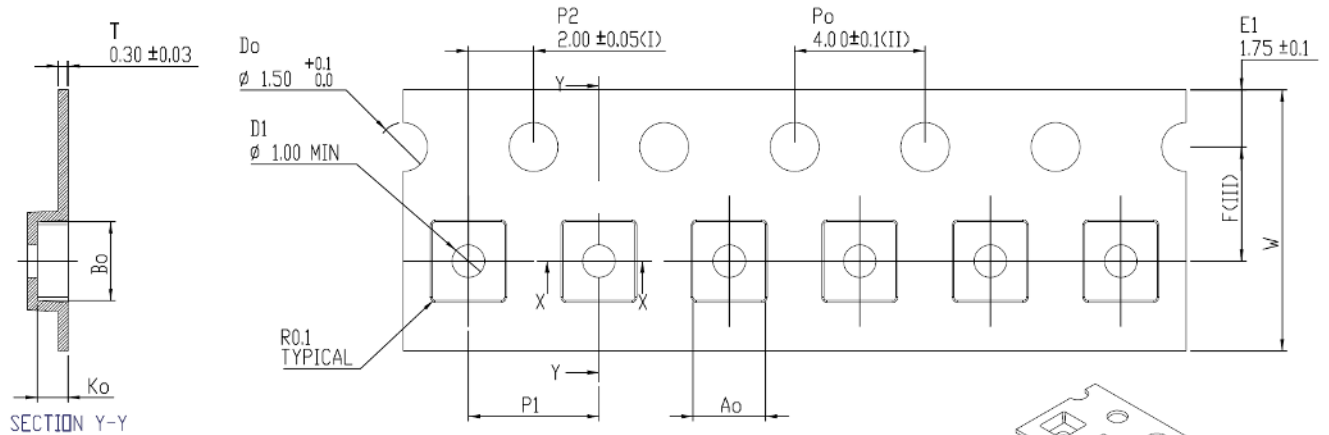 T
0.30 ±0.03
Do
ø 1.50 +0.1 0.0
D1
ø 1.00 MIN
P2
2.00 ±0.05(I)
Po
4.00±0.1(II)
E1
1.75 ±0.1
Y
F(III)
W
Bo
X
X
R0.1
TYPICAL
Y
Ko
P1
Ao
SECTION Y-Y